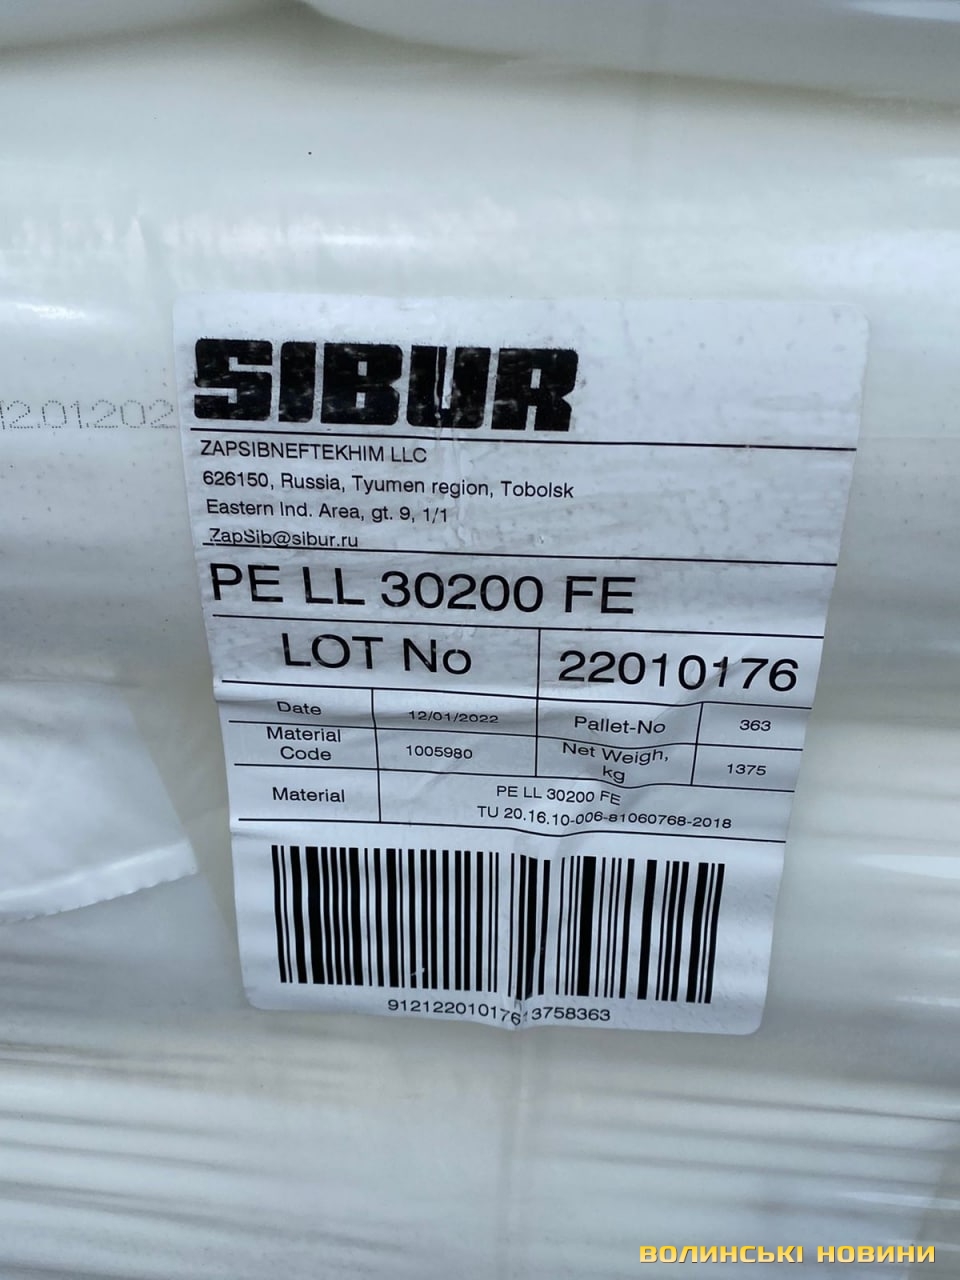 SIBUR
ZAPSIBNEFTEKHIM LLC
626150, Russia, Tyumen region, Tobolsk
Eastern Ind. Area, gt. 9, 1/1
ZapSib@sibur.ru
12.01.202
PE LL 30200 FE
LOT No 22010176
Date 12/01/2022 Pallet-No 363
Material Code 1005980 Net Weigh, kg 1375
Material PE LL 30200 FE
TU 20.16.10-006-81060768-2018
91212201017613758363
ВОЛИНСЬКІ НОВИНИ